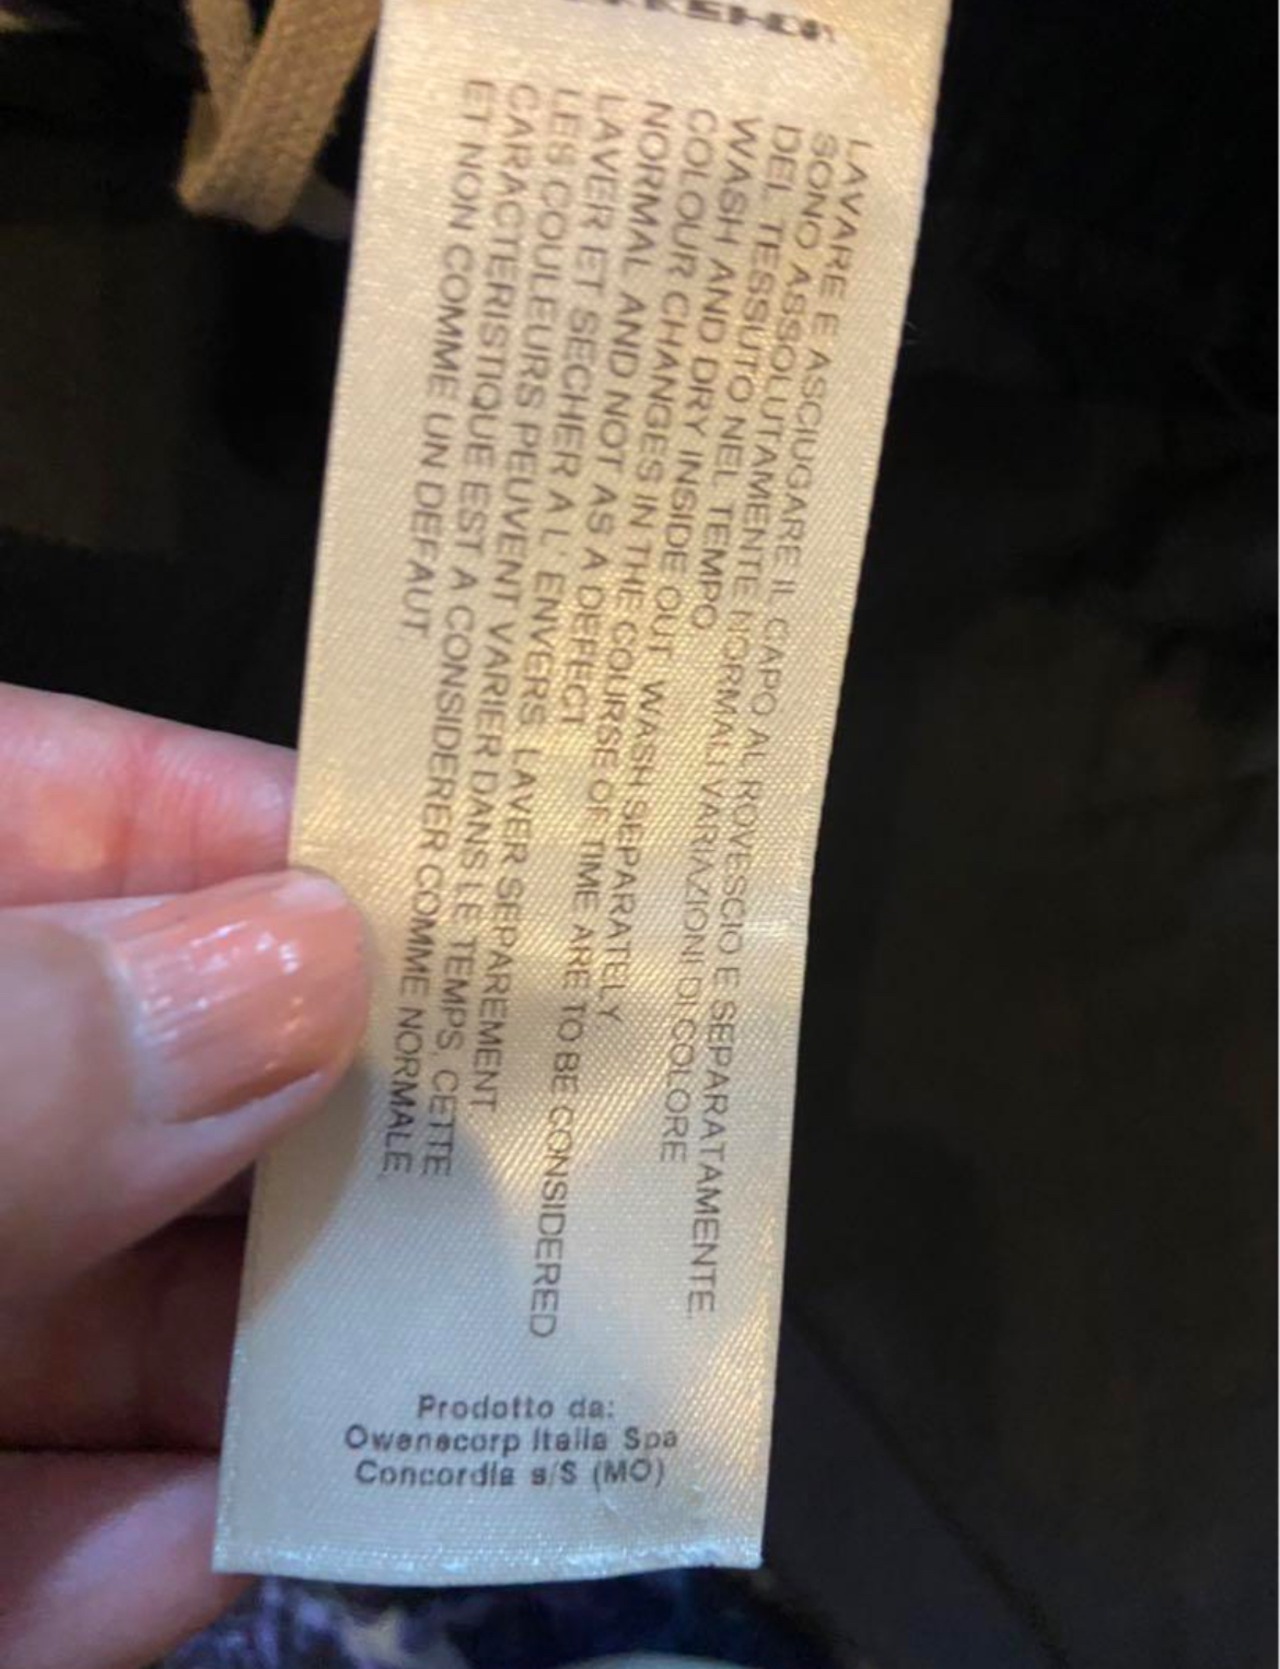 LAVARE E ASCIUGARE IL CAPO AL ROVESCIO E SEPARATAMENTE.
SONO ASSOLUTAMENTE NORMALI VARIAZIONI DI COLORE
DEL TESSUTO NEL TEMPO
WASH AND DRY INSIDE OUT, WASH SEPARATELY.
COLOUR CHANGES IN THE COURSE OF TIME ARE TO BE CONSIDERED
NORMAL AND NOT AS A DEFECT
LAVER ET SECHER A L' ENVERS, LAVER SEPAREMENT
LES COULEURS PEUVENT VARIER DANS LE TEMPS, CETTE
CARACTERISTIQUE EST A CONSIDERER COMME NORMALE,
ET NON COMME UN DEFAUT.
Prodotto da:
Owenscorp Italia Spa
Concordia s/S (MO)